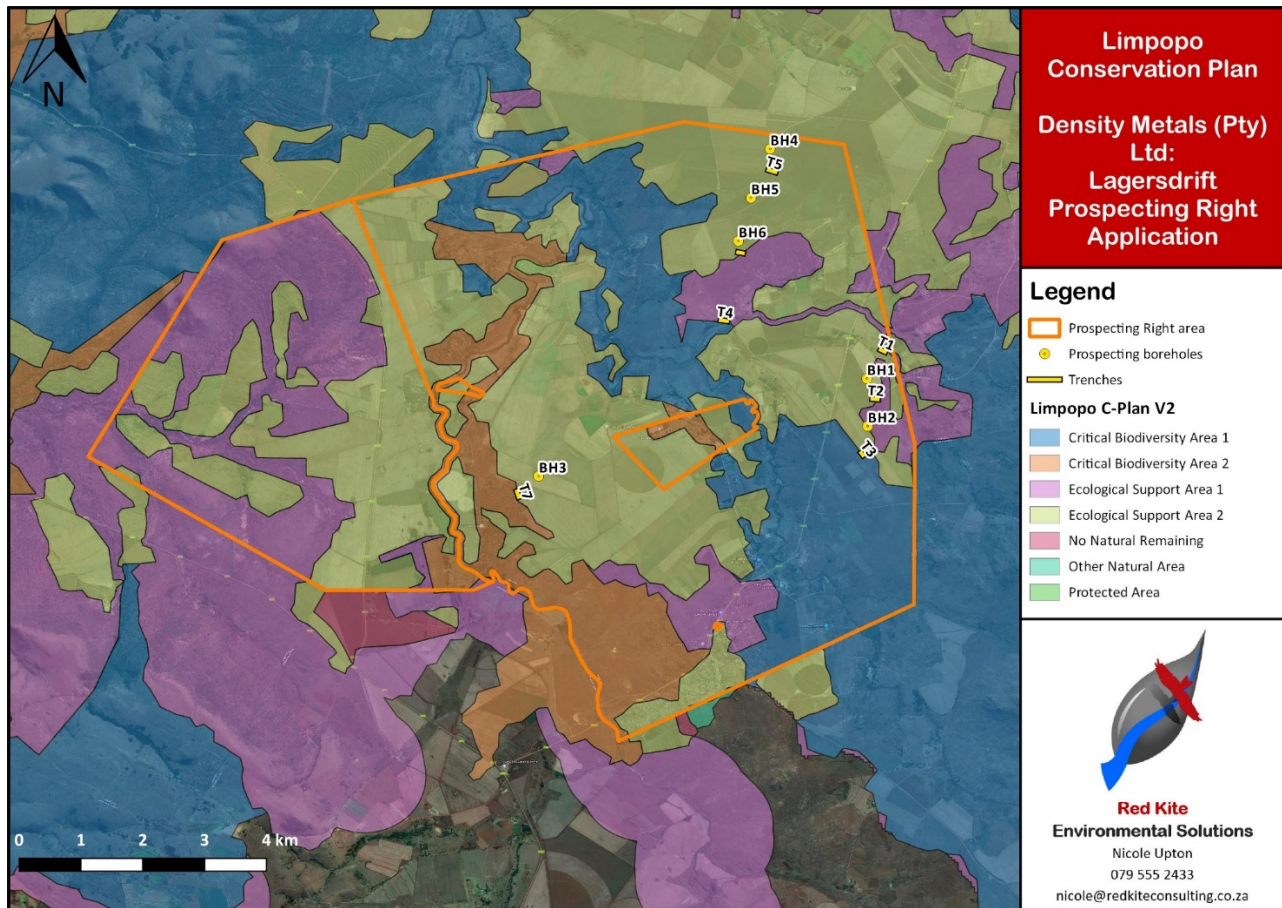 N
BH4
T5
BH5
BH6
T4
T1
BH1
T2
BH2
T3
BH3
T7
0 1 2 3 4 km
Limpopo
Conservation Plan
Density Metals (Pty)
Ltd:
Lagersdrift
Prospecting Right
Application
Legend
Prospecting Right area
Prospecting boreholes
Trenches
Limpopo C-Plan V2
Critical Biodiversity Area 1
Critical Biodiversity Area 2
Ecological Support Area 1
Ecological Support Area 2
No Natural Remaining
Other Natural Area
Protected Area
Red Kite
Environmental Solutions
Nicole Upton
079 555 2433
nicole@redkiteconsulting.co.za